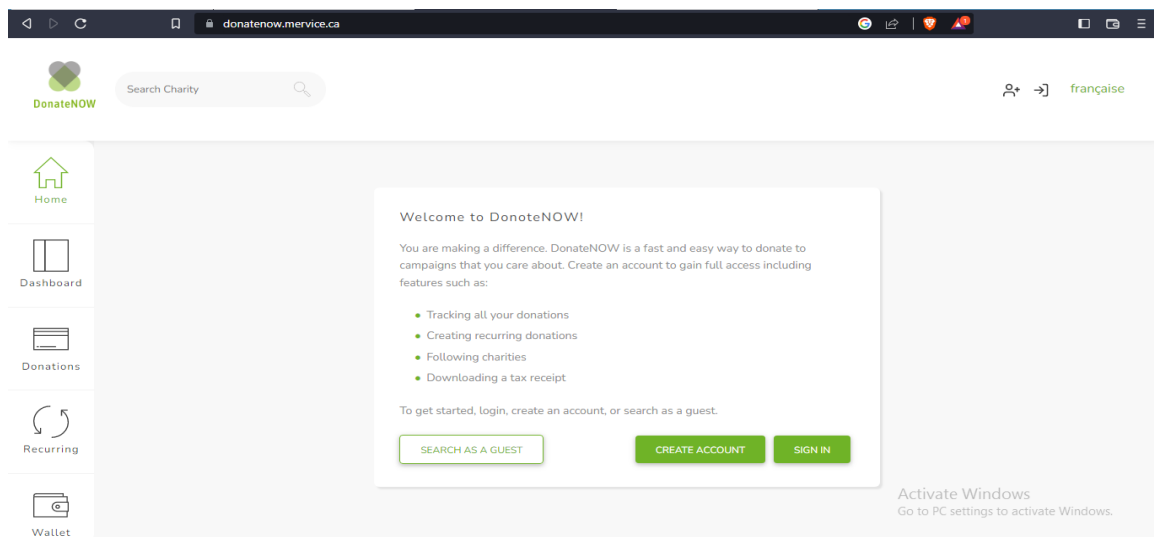 donatenow.mervice.ca
DonateNOW
Search Charity
française
Home
Dashboard
Donations
Recurring
Wallet
Welcome to DonoteNOW!
You are making a difference. DonateNOW is a fast and easy way to donate to
campaigns that you care about. Create an account to gain full access including
features such as:
Tracking all your donations
Creating recurring donations
Following charities
Downloading a tax receipt
To get started, login, create an account, or search as a guest.
SEARCH AS A GUEST
CREATE ACCOUNT
SIGN IN
Activate Windows
Go to PC settings to activate Windows.